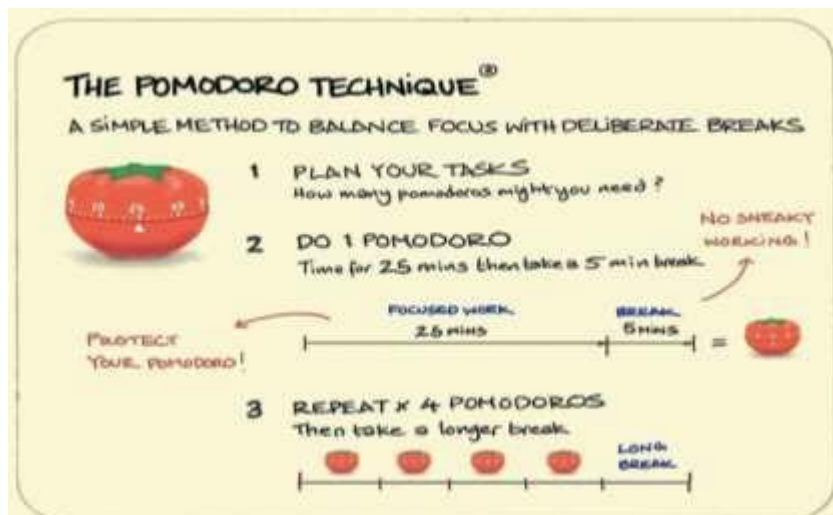 THE POMODORO TECHNIQUE®
A SIMPLE METHOD TO BALANCE FOCUS WITH DELIBERATE BREAKS
1 PLAN YOUR TASKS
How many pomodoros might you need?
2 DO 1 POMODORO
Time for 25 mins then take a 5 min break
NO SNEAKY
WORKING!
FOCUSED WORK
25 MINS
BREAK
5 MINS
=
PROTECT
YOUR POMODORO!
3 REPEAT x 4 POMODOROS
Then take a longer break
LONG
BREAK